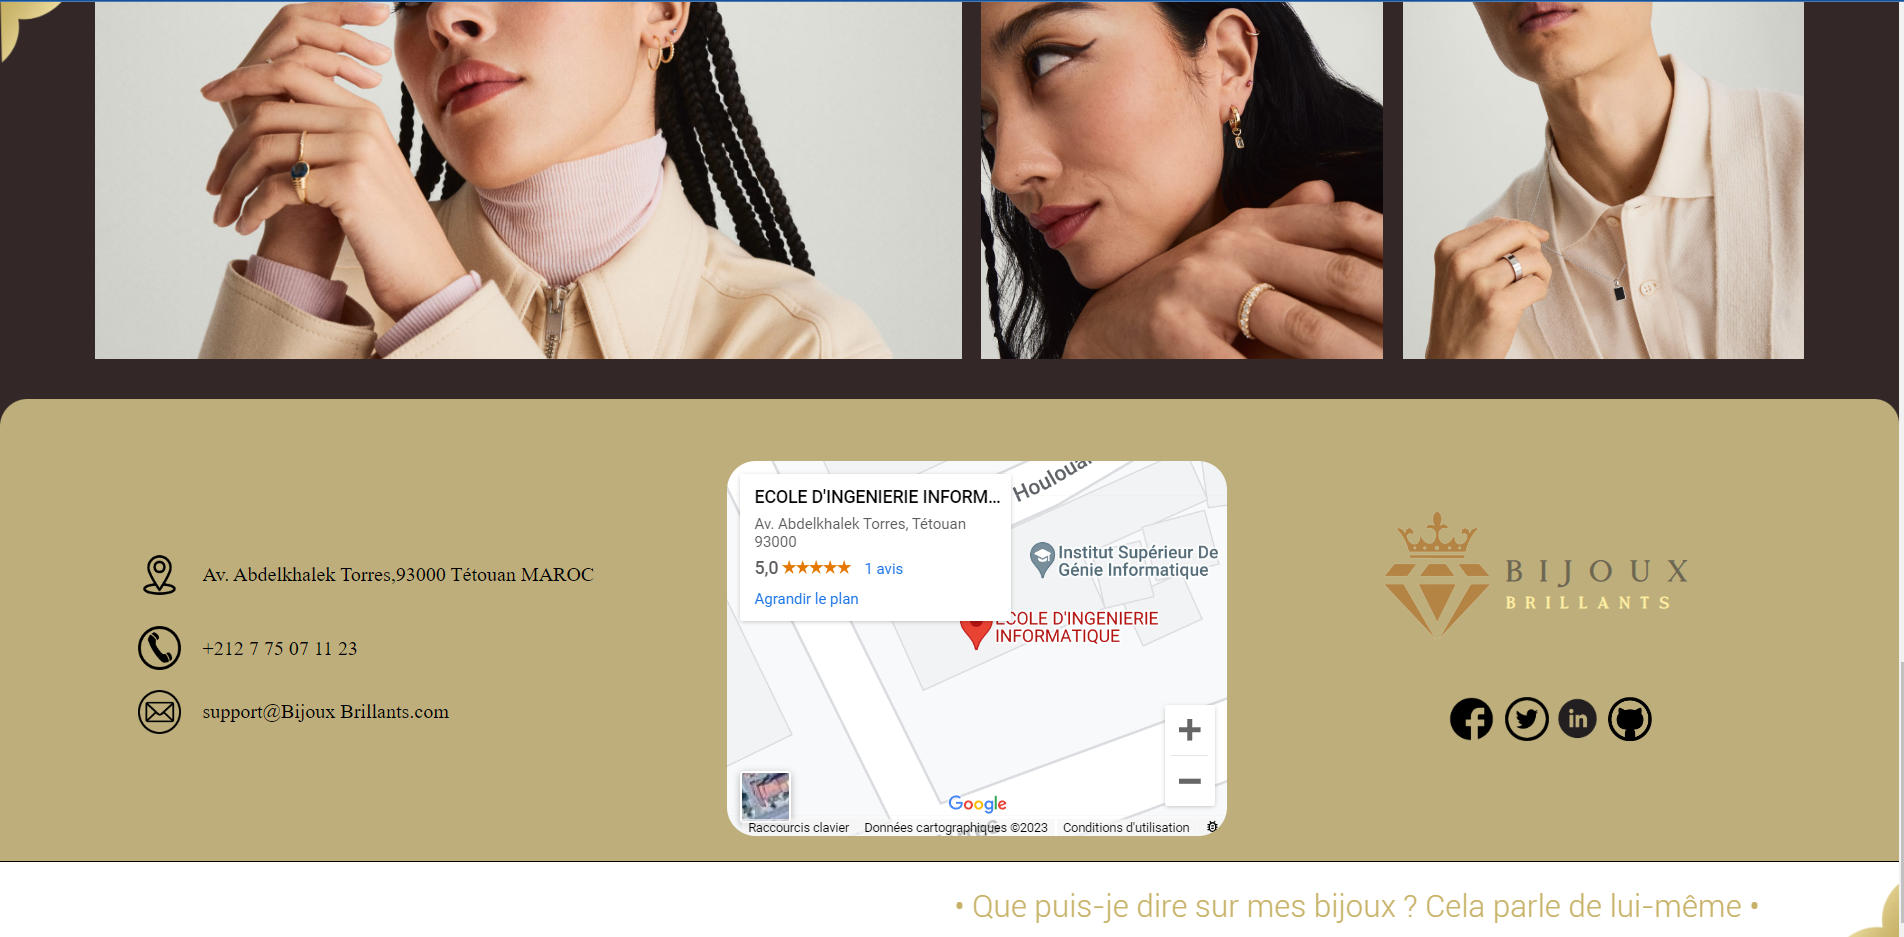 Av. Abdelkhalek Torres,93000 Tétouan MAROC
+212 7 75 07 11 23
support@Bijoux Brillants.com
ECOLE D'INGENIERIE INFORM...
Av. Abdelkhalek Torres, Tétouan
93000
5,0 ★★★★★ 1 avis
Agrandir le plan
Institut Supérieur De
Génie Informatique
ECOLE D'INGENIERIE
INFORMATIQUE
Google
Raccourcis clavier Données cartographiques ©2023 Conditions d'utilisation
BIJOUX
BRILLANTS
in
• Que puis-je dire sur mes bijoux ? Cela parle de lui-même •